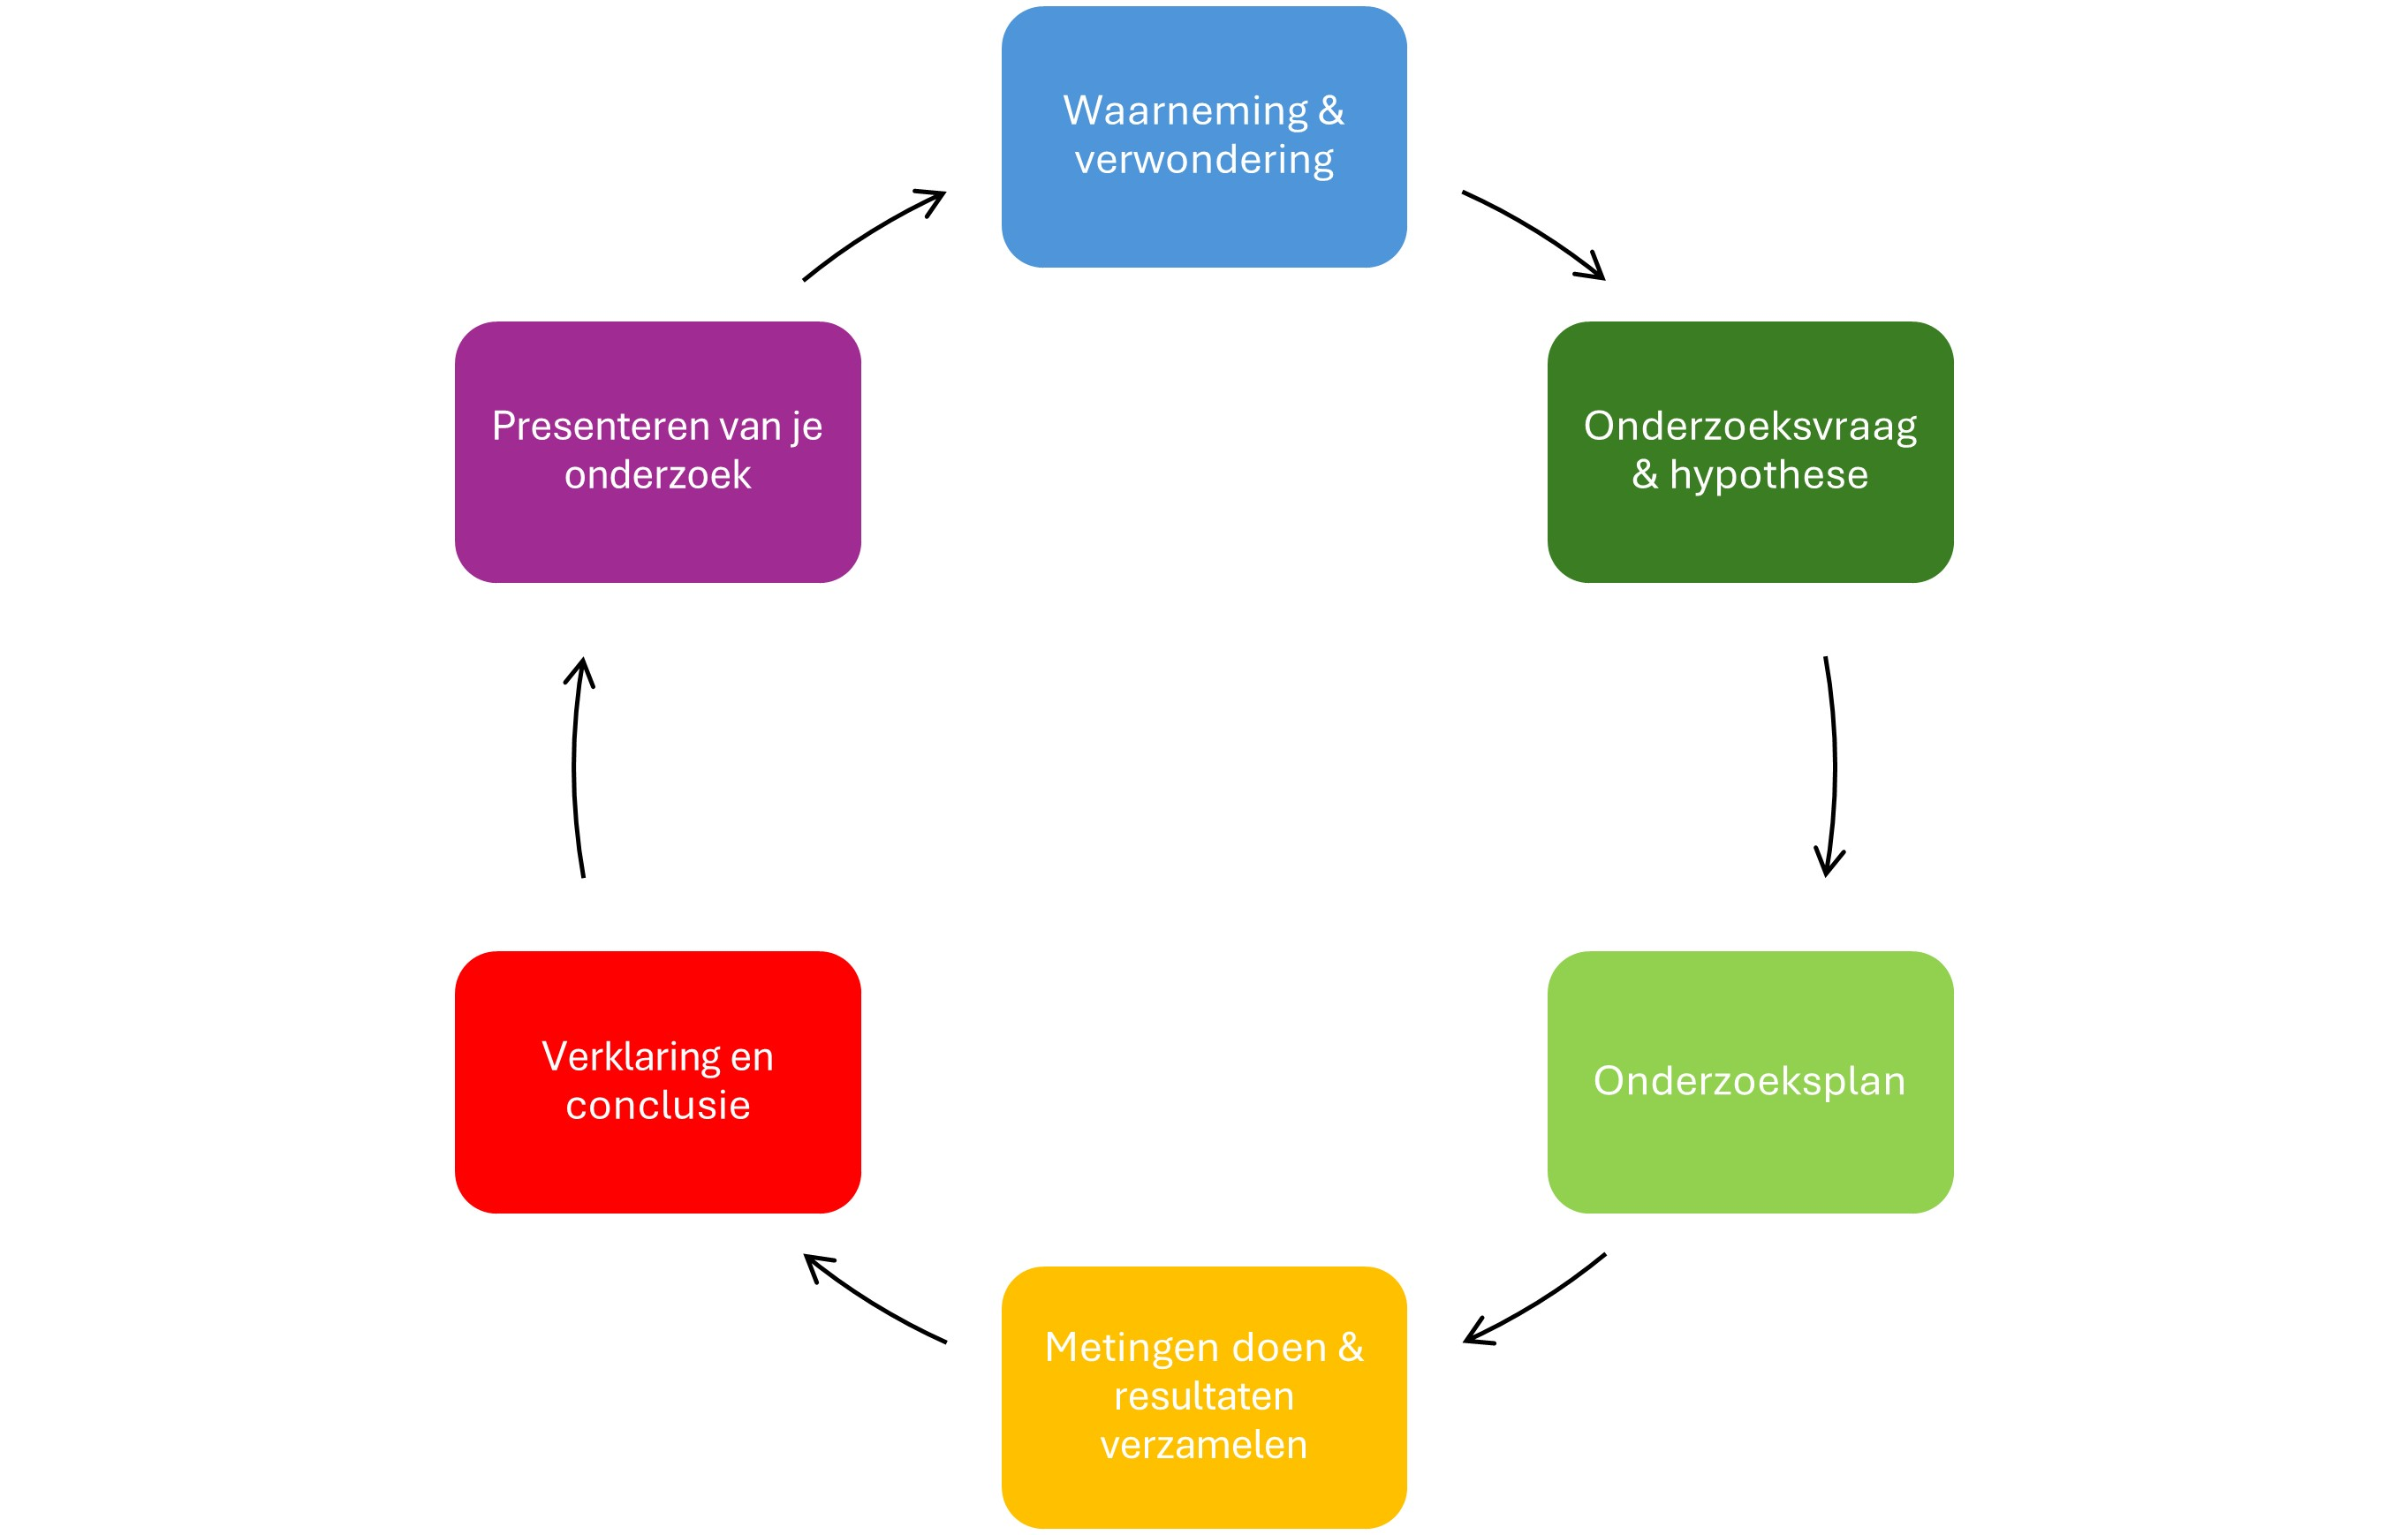 Waarneming &
verwondering
Onderzoeksvraag
& hypothese
Onderzoeksplan
Metingen doen &
resultaten
verzamelen
Verklaring en
conclusie
Presenteren van je
onderzoek